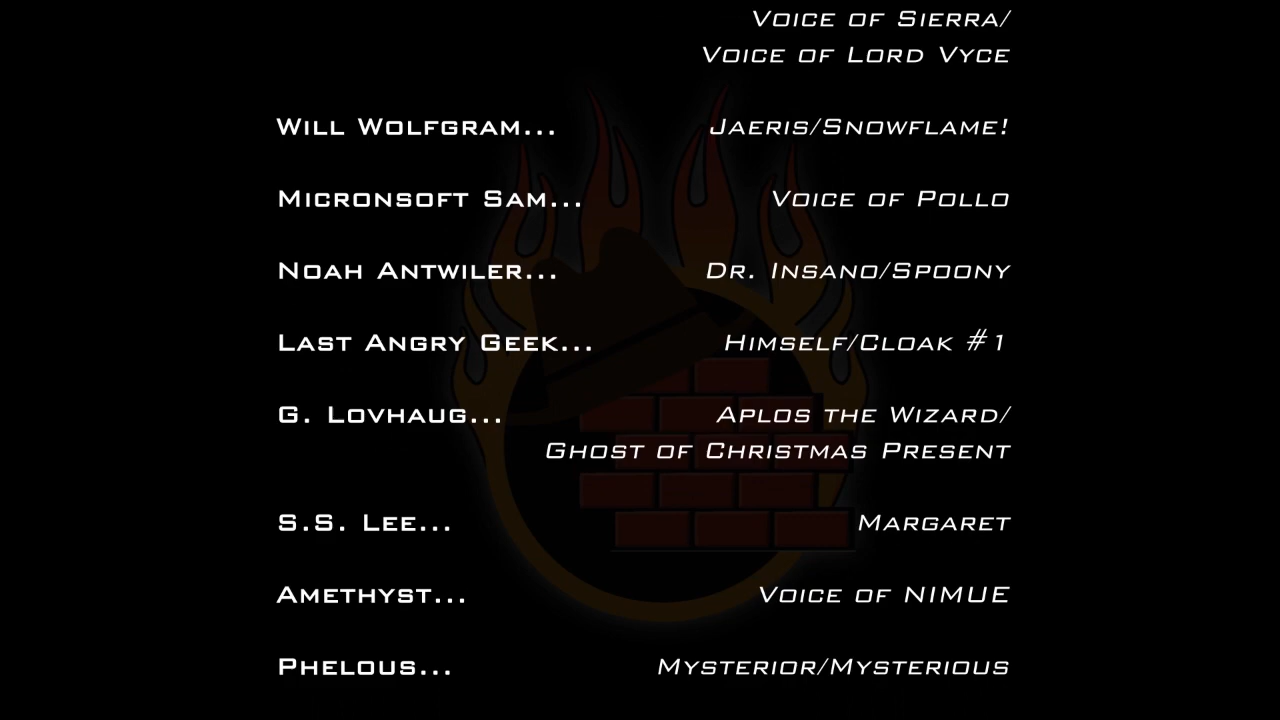 Voice of Sierra/
Voice of Lord Vyce
Will Wolfgram... Jaeris/Snowflame!
Micronsoft Sam... Voice of Pollo
Noah Antwiler... Dr. Insano/Spoony
Last Angry Geek... Himself/Cloak #1
G. Lovhaug... Aplos the Wizard/
Ghost of Christmas Present
S.S. Lee... Margaret
Amethyst... Voice of NIMUE
Phelous... Mysterior/Mysterious